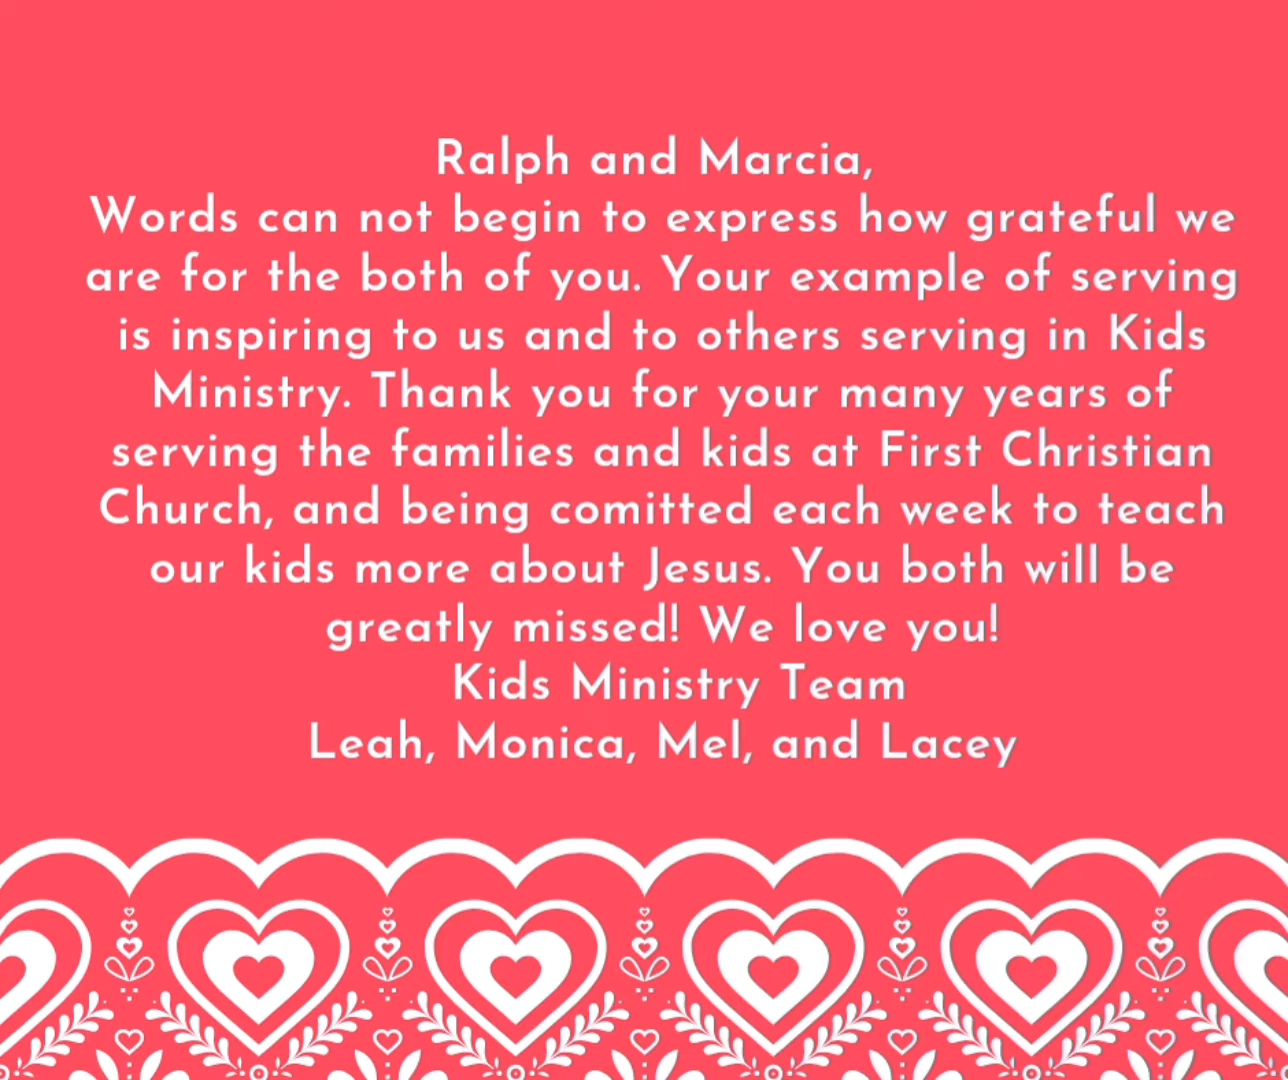 Ralph and Marcia,
Words can not begin to express how grateful we
are for the both of you. Your example of serving
is inspiring to us and to others serving in Kids
Ministry. Thank you for your many years of
serving the families and kids at First Christian
Church, and being comitted each week to teach
our kids more about Jesus. You both will be
greatly missed! We love you!
Kids Ministry Team
Leah, Monica, Mel, and Lacey